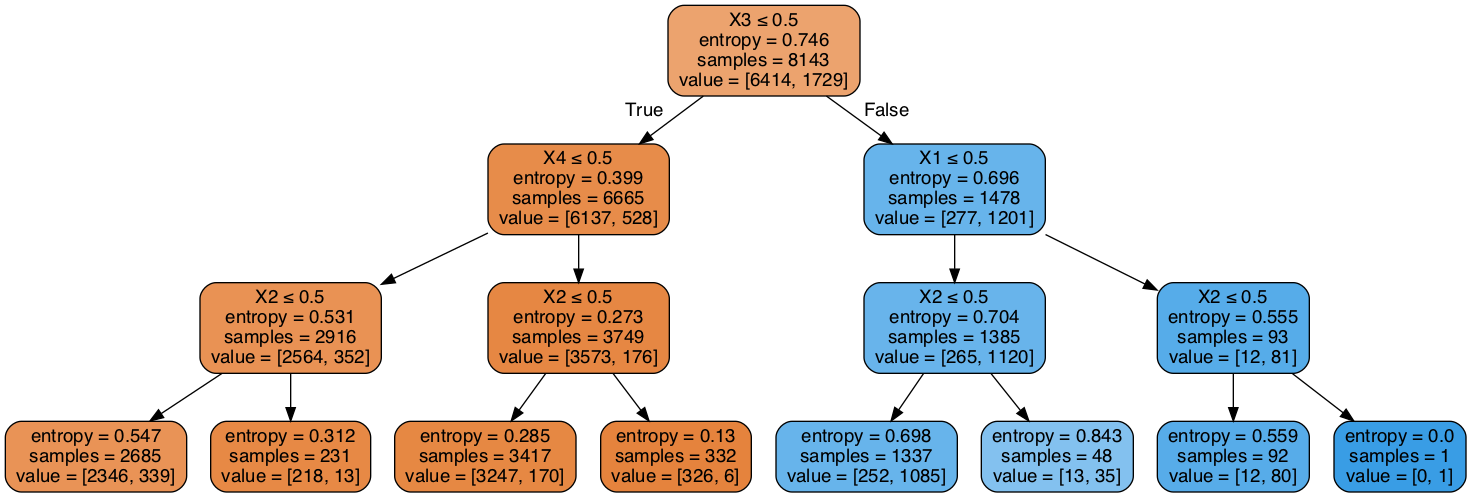 X3 ≤ 0.5
entropy = 0.746
samples = 8143
value = [6414, 1729]
True
False
X4 ≤ 0.5
entropy = 0.399
samples = 6665
value = [6137, 528]
X1 ≤ 0.5
entropy = 0.696
samples = 1478
value = [277, 1201]
X2 ≤ 0.5
entropy = 0.531
samples = 2916
value = [2564, 352]
X2 ≤ 0.5
entropy = 0.273
samples = 3749
value = [3573, 176]
X2 ≤ 0.5
entropy = 0.704
samples = 1385
value = [265, 1120]
X2 ≤ 0.5
entropy = 0.555
samples = 93
value = [12, 81]
entropy = 0.547
samples = 2685
value = [2346, 339]
entropy = 0.312
samples = 231
value = [218, 13]
entropy = 0.285
samples = 3417
value = [3247, 170]
entropy = 0.13
samples = 332
value = [326, 6]
entropy = 0.698
samples = 1337
value = [252, 1085]
entropy = 0.843
samples = 48
value = [13, 35]
entropy = 0.559
samples = 92
value = [12, 80]
entropy = 0.0
samples = 1
value = [0, 1]